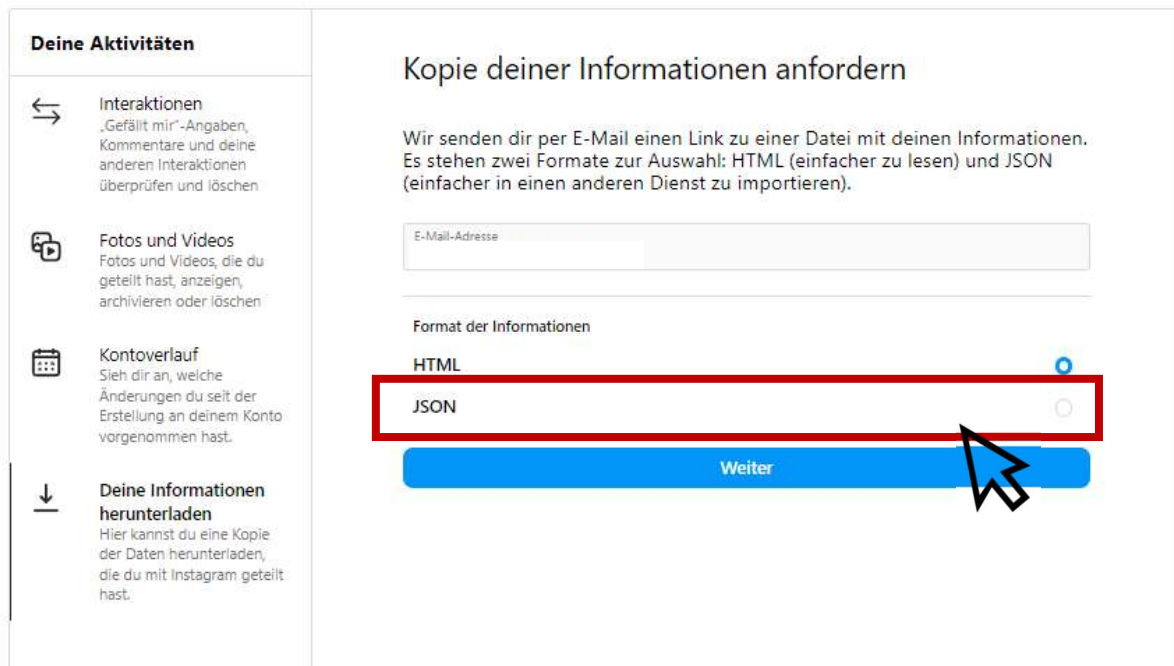 Deine Aktivitäten
Interaktionen
„Gefällt mir"-Angaben,
Kommentare und deine
anderen Interaktionen
überprüfen und löschen
Fotos und Videos
Fotos und Videos, die du
geteilt hast, anzeigen,
archivieren oder löschen
Kontoverlauf
Sieh dir an, welche
Änderungen du seit der
Erstellung an deinem Konto
vorgenommen hast.
Deine Informationen
herunterladen
Hier kannst du eine Kopie
der Daten herunterladen,
die du mit Instagram geteilt
hast.
Kopie deiner Informationen anfordern
Wir senden dir per E-Mail einen Link zu einer Datei mit deinen Informationen.
Es stehen zwei Formate zur Auswahl: HTML (einfacher zu lesen) und JSON
(einfacher in einen anderen Dienst zu importieren).
E-Mail-Adresse
Format der Informationen
HTML
JSON
Weiter